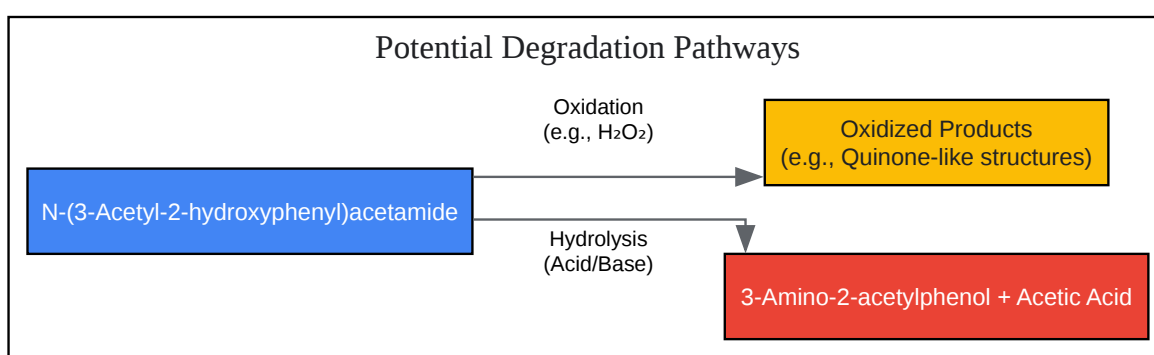 Potential Degradation Pathways
Oxidation
(e.g., H₂O₂)
Oxidized Products
(e.g., Quinone-like structures)
N-(3-Acetyl-2-hydroxyphenyl)acetamide
Hydrolysis
(Acid/Base)
3-Amino-2-acetylphenol + Acetic Acid